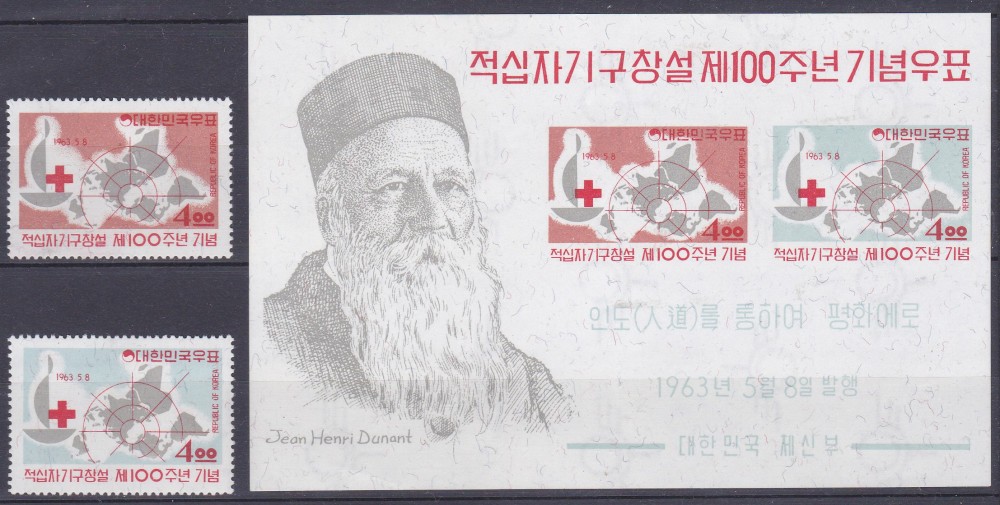 대한민국우표
1963 5.8
REPUBLIC OF KOREA
4.00
적십자기구창설 제100주년 기념
대한민국우표
1963 5.8
REPUBLIC OF KOREA
4.00
적십자기구창설 제100주년 기념
적십자기구창설 제100주년 기념우표
대한민국우표
1963 5.8
REPUBLIC OF KOREA
4.00
적십자기구창설 제100주년 기념
대한민국우표
1963 5.8
REPUBLIC OF KOREA
4.00
적십자기구창설 제100주년 기념
인도(人道)를 통하여 평화에로
1963년 5월 8일 발행
대한민국 체신부
Jean Henri Dunant